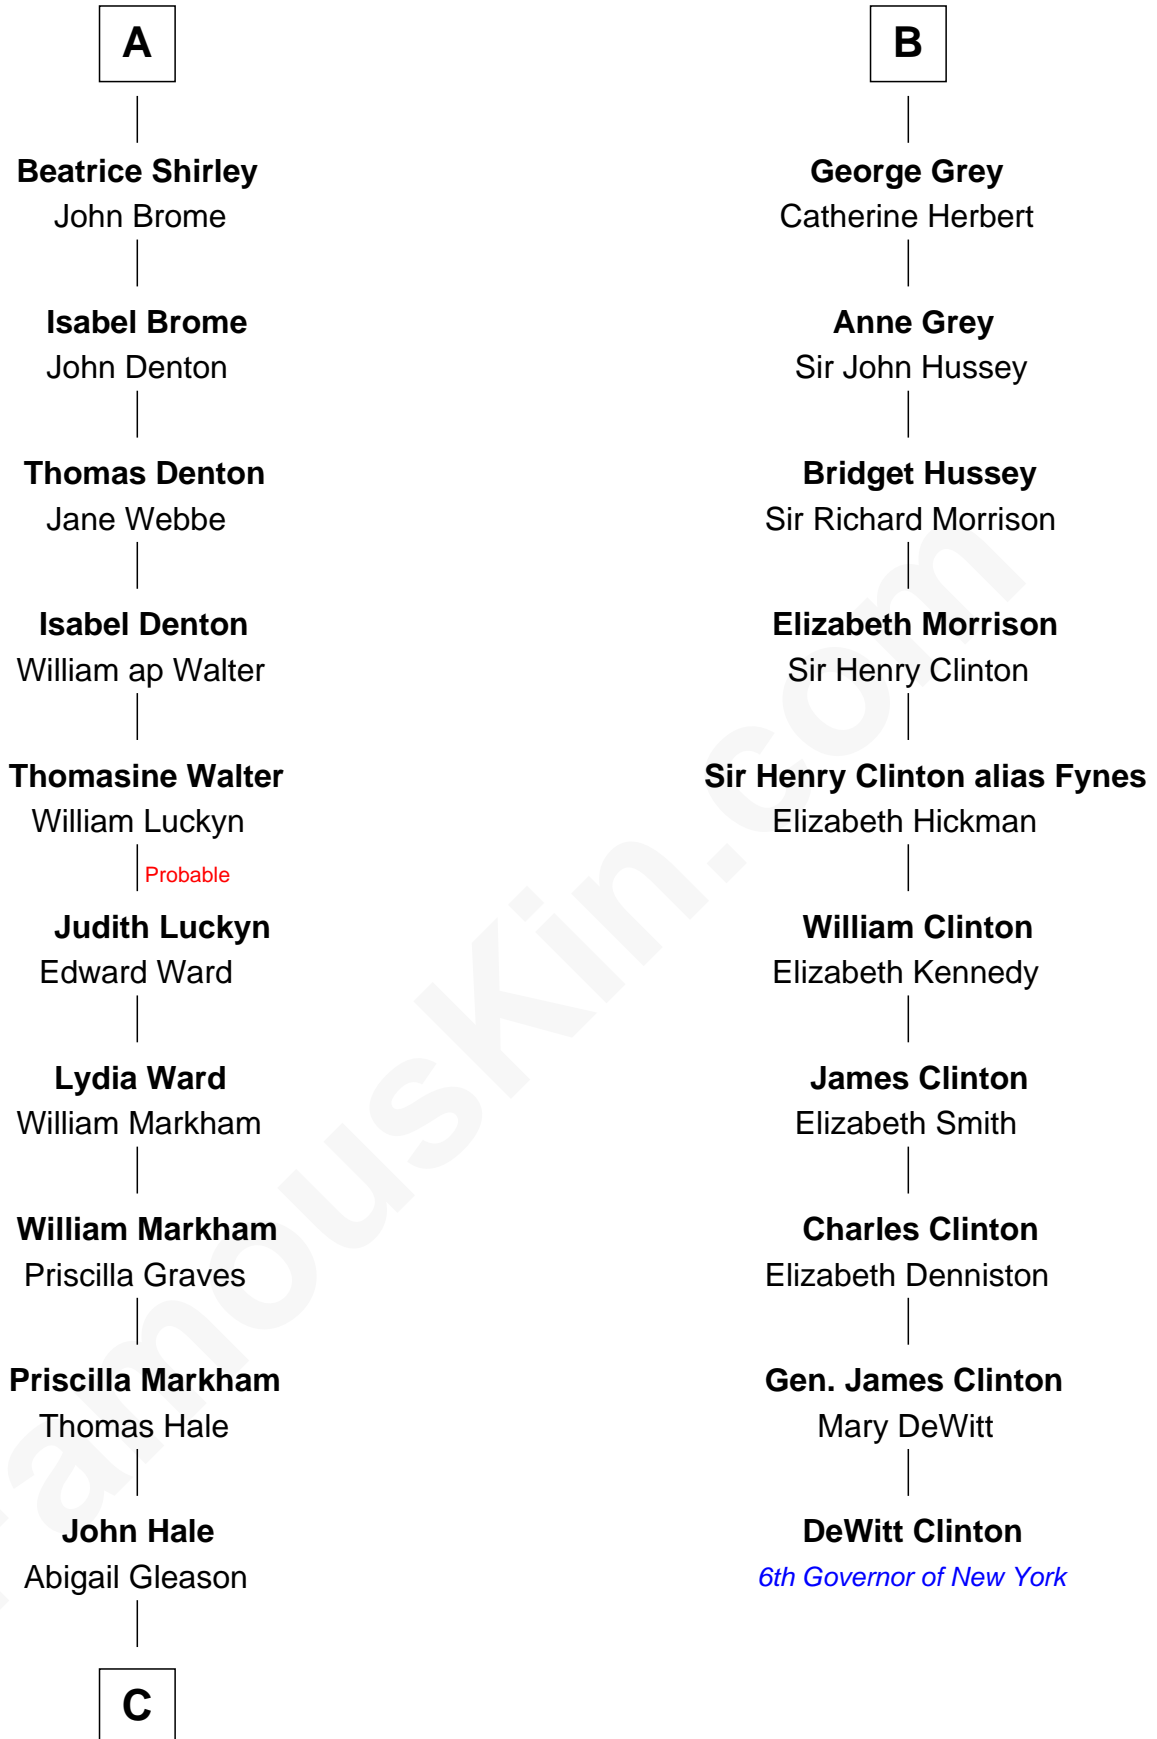 A
Beatrice Shirley
John Brome
Isabel Brome
John Denton
Thomas Denton
Jane Webbe
Isabel Denton
William ap Walter
Thomasine Walter
William Luckyn
Probable
Judith Luckyn
Edward Ward
Lydia Ward
William Markham
William Markham
Priscilla Graves
Priscilla Markham
Thomas Hale
John Hale
Abigail Gleason
C
B
George Grey
Catherine Herbert
Anne Grey
Sir John Hussey
Bridget Hussey
Sir Richard Morrison
Elizabeth Morrison
Sir Henry Clinton
Sir Henry Clinton alias Fynes
Elizabeth Hickman
William Clinton
Elizabeth Kennedy
James Clinton
Elizabeth Smith
Charles Clinton
Elizabeth Denniston
Gen. James Clinton
Mary DeWitt
DeWitt Clinton
6th Governor of New York
FamousKin.com